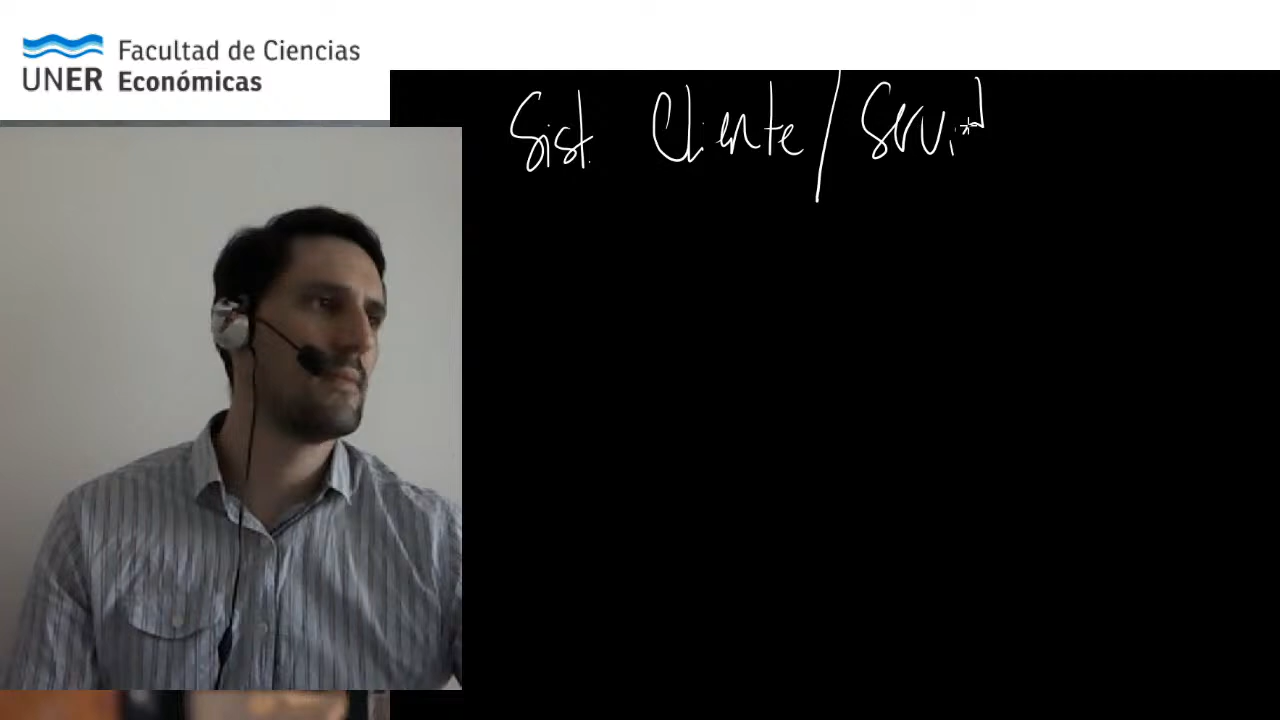 Facultad de Ciencias
UNER Económicas
Sist. Cliente / Servid